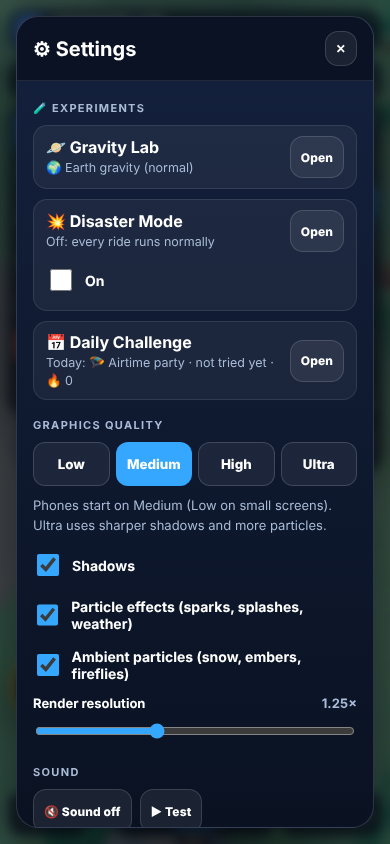 ⚙ Settings
×
🧪 EXPERIMENTS
🪐 Gravity Lab
🌍 Earth gravity (normal)
Open
💥 Disaster Mode
Off: every ride runs normally
Open
On
📅 Daily Challenge
Today: 🪂 Airtime party · not tried yet ·
🔥 0
Open
GRAPHICS QUALITY
Low Medium High Ultra
Phones start on Medium (Low on small screens).
Ultra uses sharper shadows and more particles.
Shadows
Particle effects (sparks, splashes,
weather)
Ambient particles (snow, embers,
fireflies)
Render resolution 1.25×
SOUND
🔇 Sound off ▶ Test